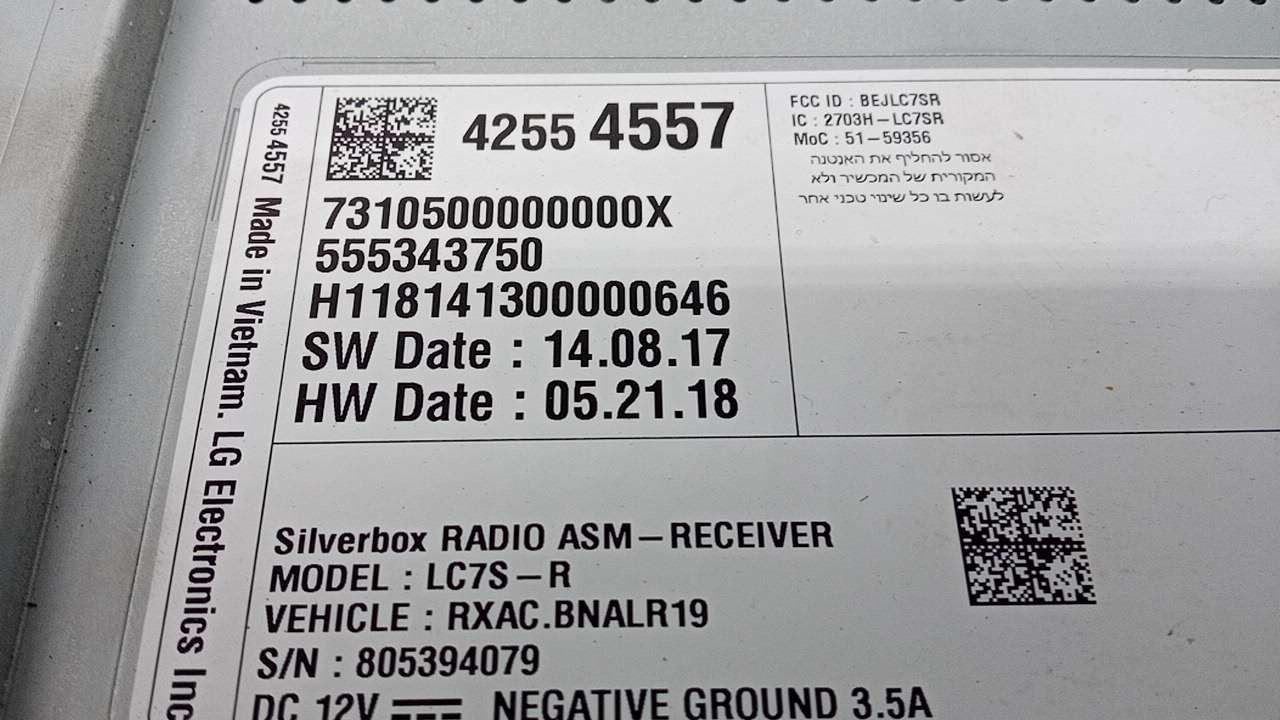 4255 4557 Made in Vietnam. LG Electronics Inc
4255 4557
7310500000000X
555343750
H118141300000646
SW Date : 14.08.17
HW Date : 05.21.18
FCC ID : BEJLC7SR
IC : 2703H-LC7SR
MoC : 51-59356
אסור להחליף את האנטנה
המקורית של המכשיר ולא
לעשות בו כל שינוי טכני אחר
Silverbox RADIO ASM-RECEIVER
MODEL : LC7S-R
VEHICLE : RXAC.BNALR19
S/N : 805394079
DC 12V NEGATIVE GROUND 3.5A